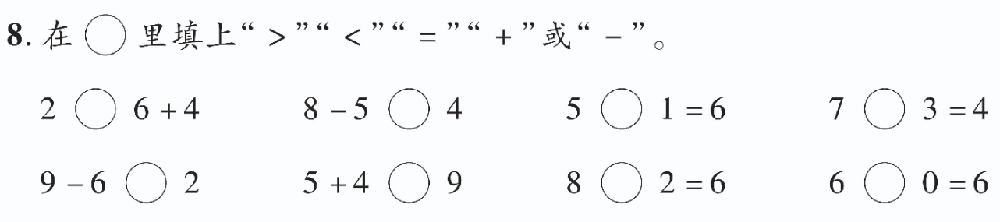 8. 在 ○ 里填上“>”“<”“=”“+”或“-”。
2 ○ 6+4 8-5 ○ 4 5 ○ 1=6 7 ○ 3=4
9-6 ○ 2 5+4 ○ 9 8 ○ 2=6 6 ○ 0=6